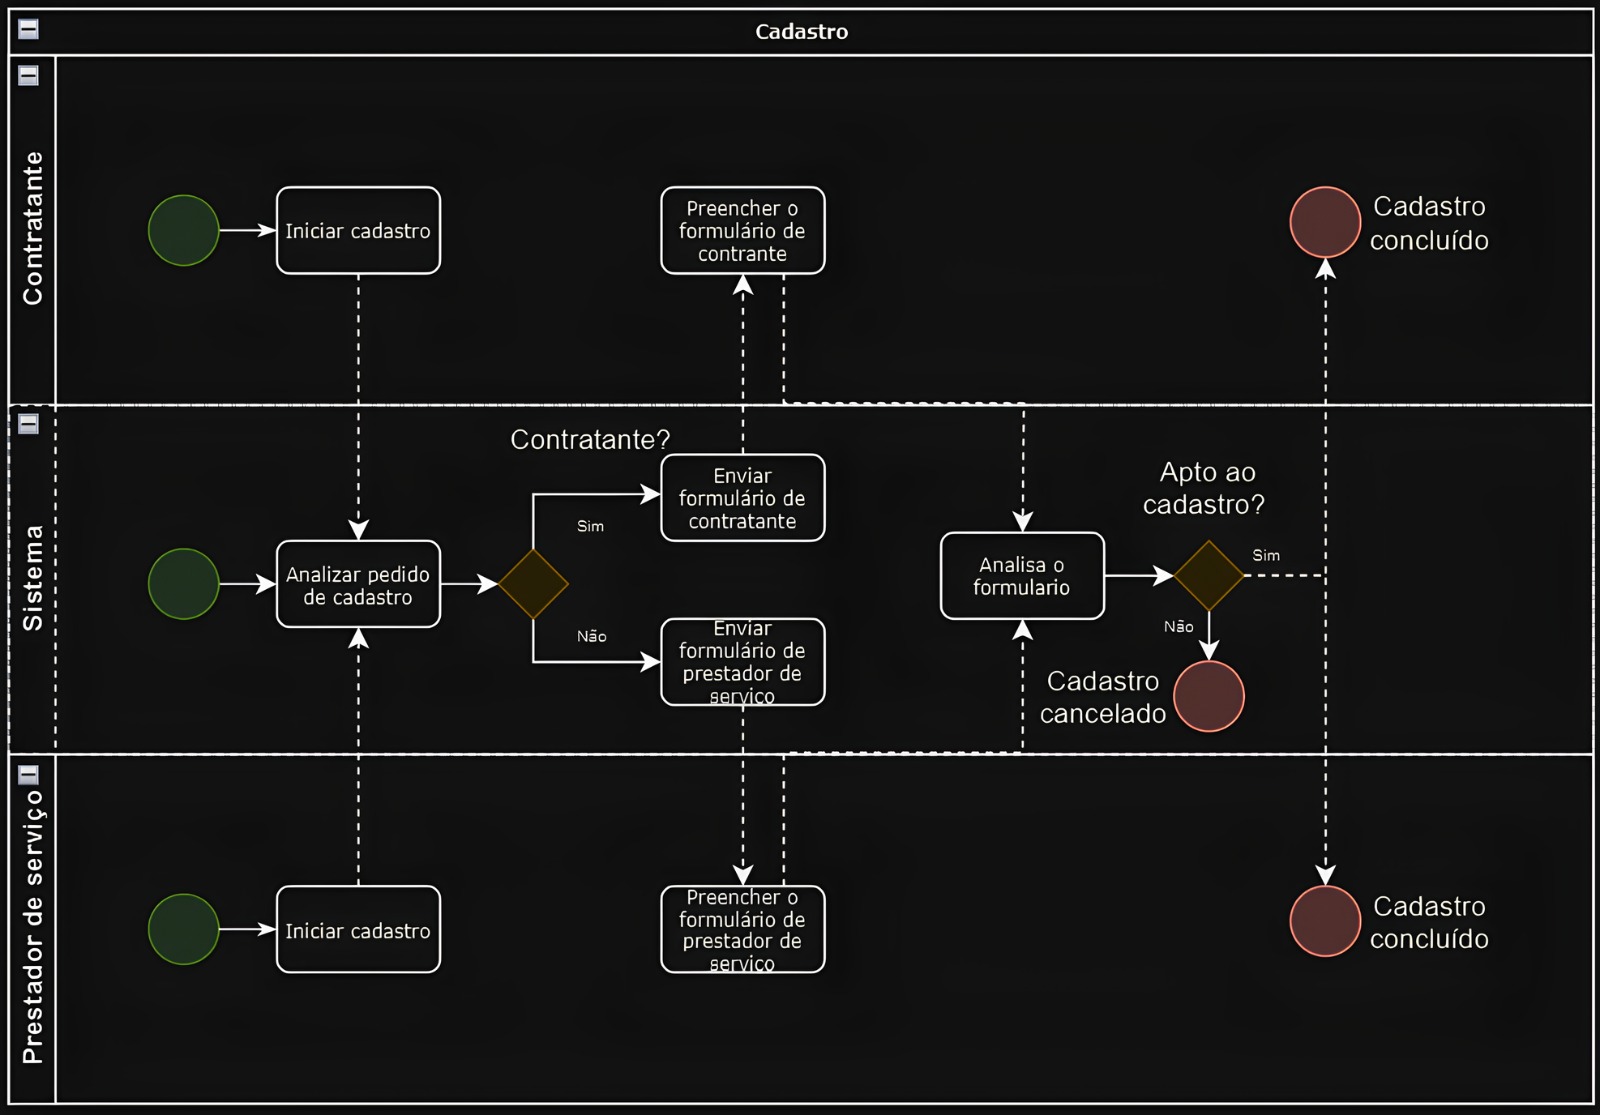 Cadastro
Contratante
Iniciar cadastro
Preencher o
formulário de
contrante
Cadastro
concluído
Sistema
Contratante?
Analizar pedido
de cadastro
Sim
Não
Enviar
formulário de
contratante
Enviar
formulário de
prestador de
serviço
Analisa o
formulario
Apto ao
cadastro?
Sim
Não
Cadastro
cancelado
Prestador de serviço
Iniciar cadastro
Preencher o
formulário de
prestador de
serviço
Cadastro
concluído